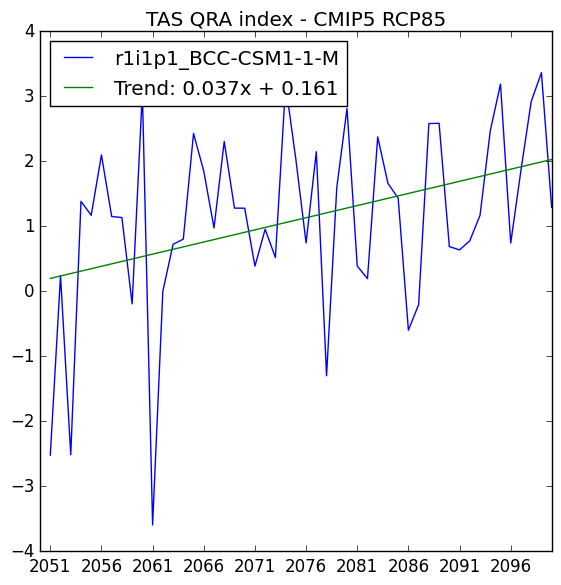 TAS QRA index - CMIP5 RCP85
r1i1p1_BCC-CSM1-1-M
Trend: 0.037x + 0.161
4
3
2
1
0
−1
−2
−3
−4
2051 2056 2061 2066 2071 2076 2081 2086 2091 2096